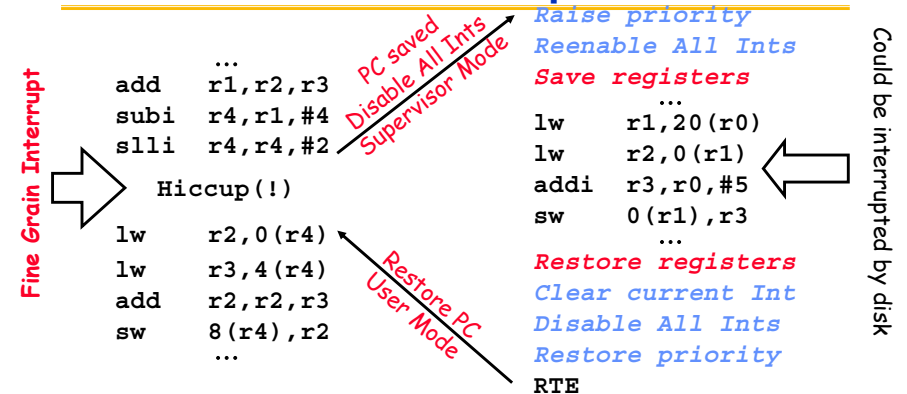 Fine Grain Interrupt
…
add r1,r2,r3
subi r4,r1,#4
slli r4,r4,#2
Hiccup(!)
lw r2,0(r4)
lw r3,4(r4)
add r2,r2,r3
sw 8(r4),r2
…
PC saved
Disable All Ints
Supervisor Mode
Restore PC
User Mode
Raise priority
Reenable All Ints
Save registers
…
lw r1,20(r0)
lw r2,0(r1)
addi r3,r0,#5
sw 0(r1),r3
…
Restore registers
Clear current Int
Disable All Ints
Restore priority
RTE
Could be interrupted by disk